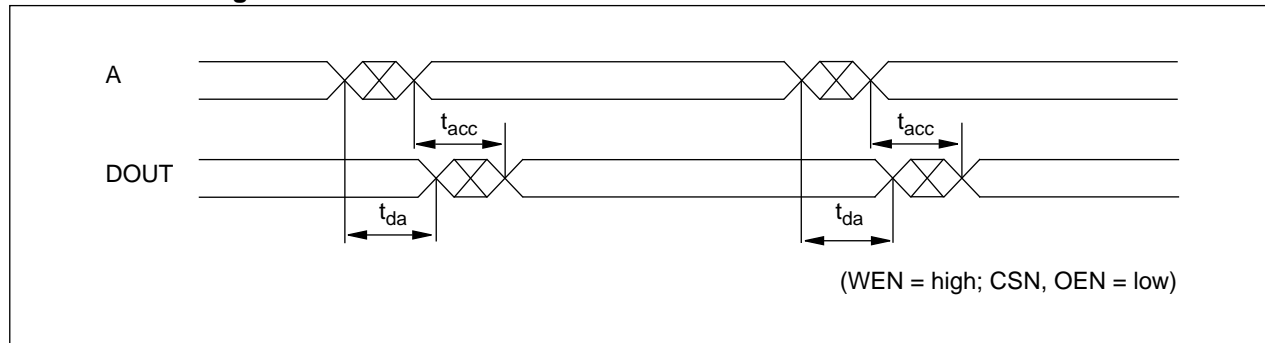 A
t_acc
t_acc
DOUT
t_da
t_da
(WEN = high; CSN, OEN = low)